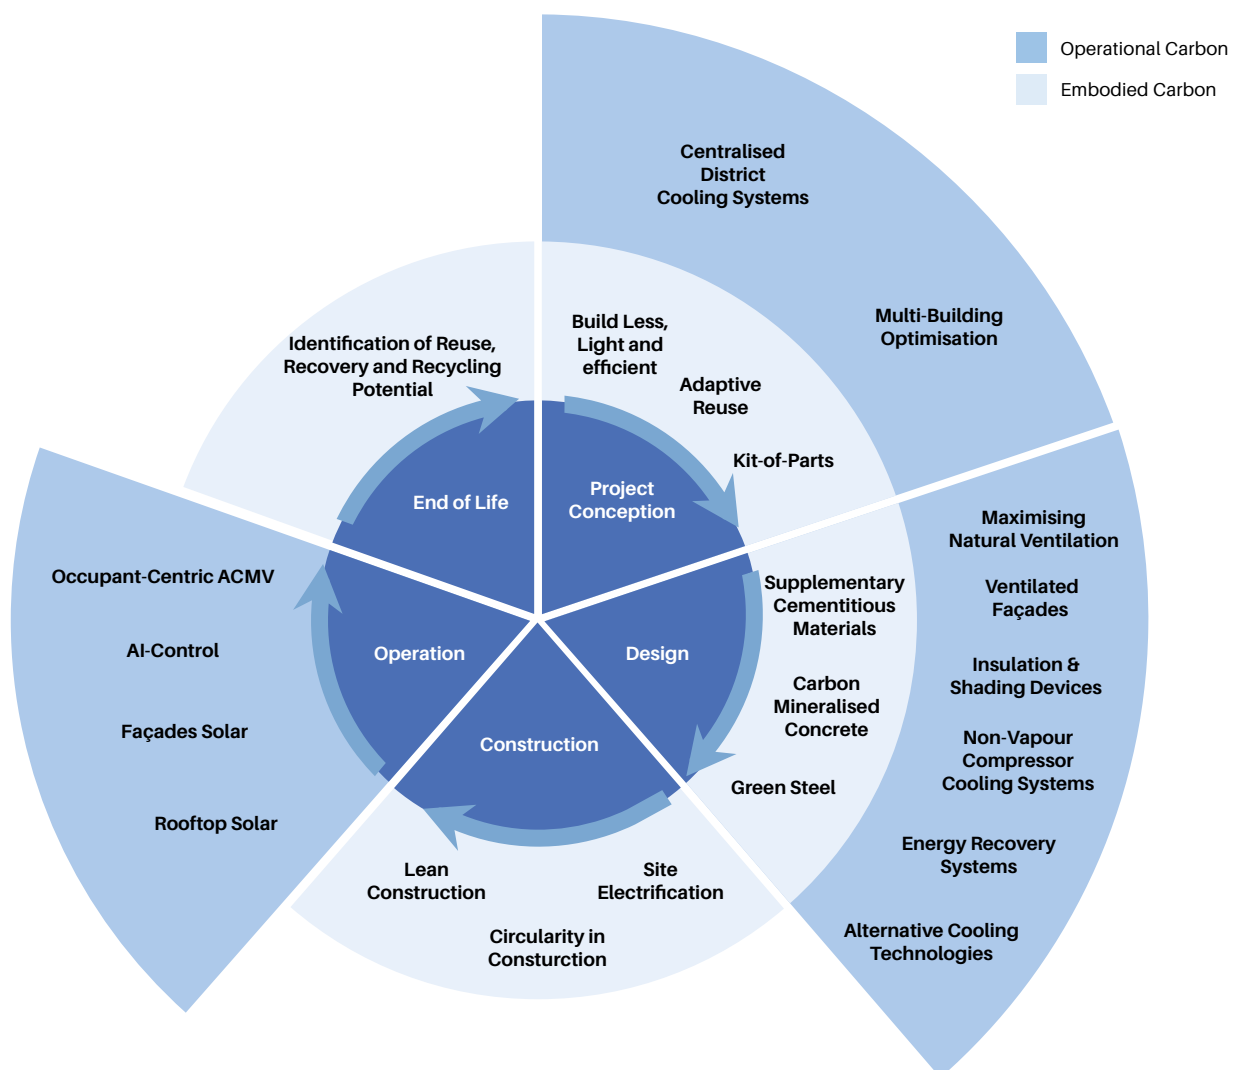 Operational Carbon
Embodied Carbon
Centralised
District
Cooling Systems
Multi-Building
Optimisation
Build Less,
Light and
efficient
Adaptive
Reuse
Kit-of-Parts
Identification of Reuse,
Recovery and Recycling
Potential
End of Life
Project
Conception
Design
Construction
Operation
Supplementary
Cementitious
Materials
Carbon
Mineralised
Concrete
Green Steel
Maximising
Natural Ventilation
Ventilated
Façades
Insulation &
Shading Devices
Non-Vapour
Compressor
Cooling Systems
Energy Recovery
Systems
Alternative Cooling
Technologies
Site
Electrification
Lean
Construction
Circularity in
Consturction
Occupant-Centric ACMV
AI-Control
Façades Solar
Rooftop Solar